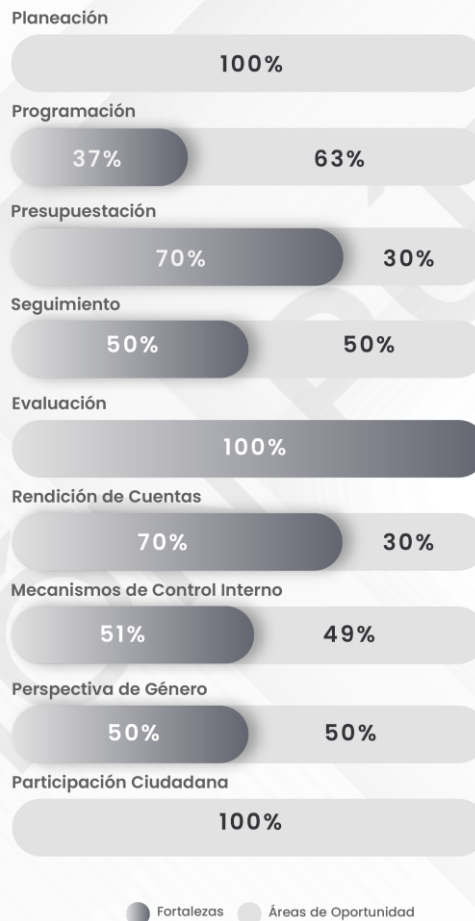 Planeación
100%
Programación
37% 63%
Presupuestación
70% 30%
Seguimiento
50% 50%
Evaluación
100%
Rendición de Cuentas
70% 30%
Mecanismos de Control Interno
51% 49%
Perspectiva de Género
50% 50%
Participación Ciudadana
100%
Fortalezas Áreas de Oportunidad